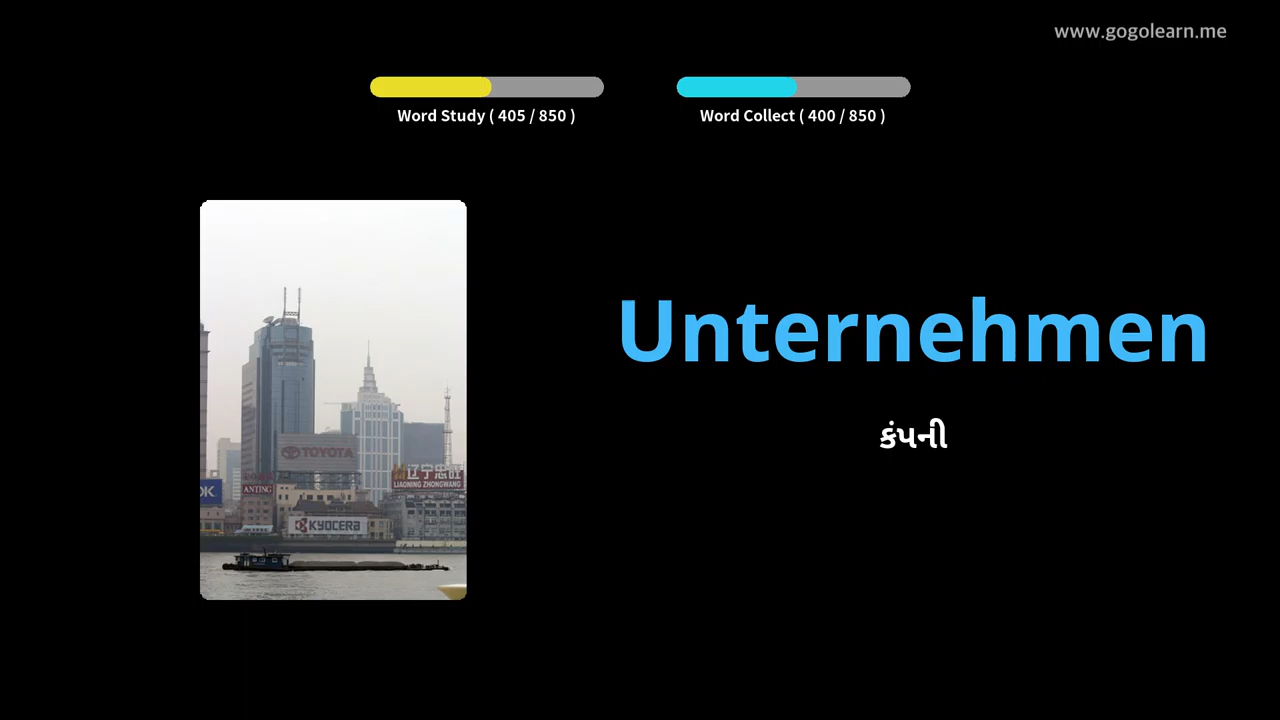 www.gogolearn.me
Word Study ( 405 / 850 )
Word Collect ( 400 / 850 )
Unternehmen
કંપની
TOYOTA
辽宁忠旺
LIAONING ZHONGWANG
OK
ANTING
KYOCERA